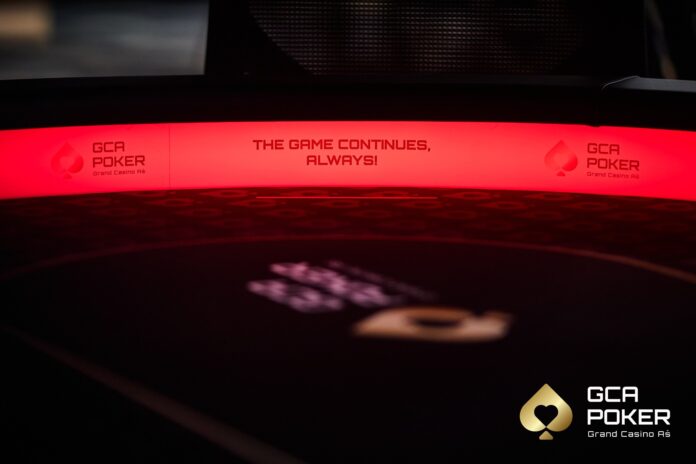 GCA
POKER
Grand Casino Aš
THE GAME CONTINUES,
ALWAYS!
GCA
POKER
Grand Casino Aš
GCA
POKER
Grand Casino Aš